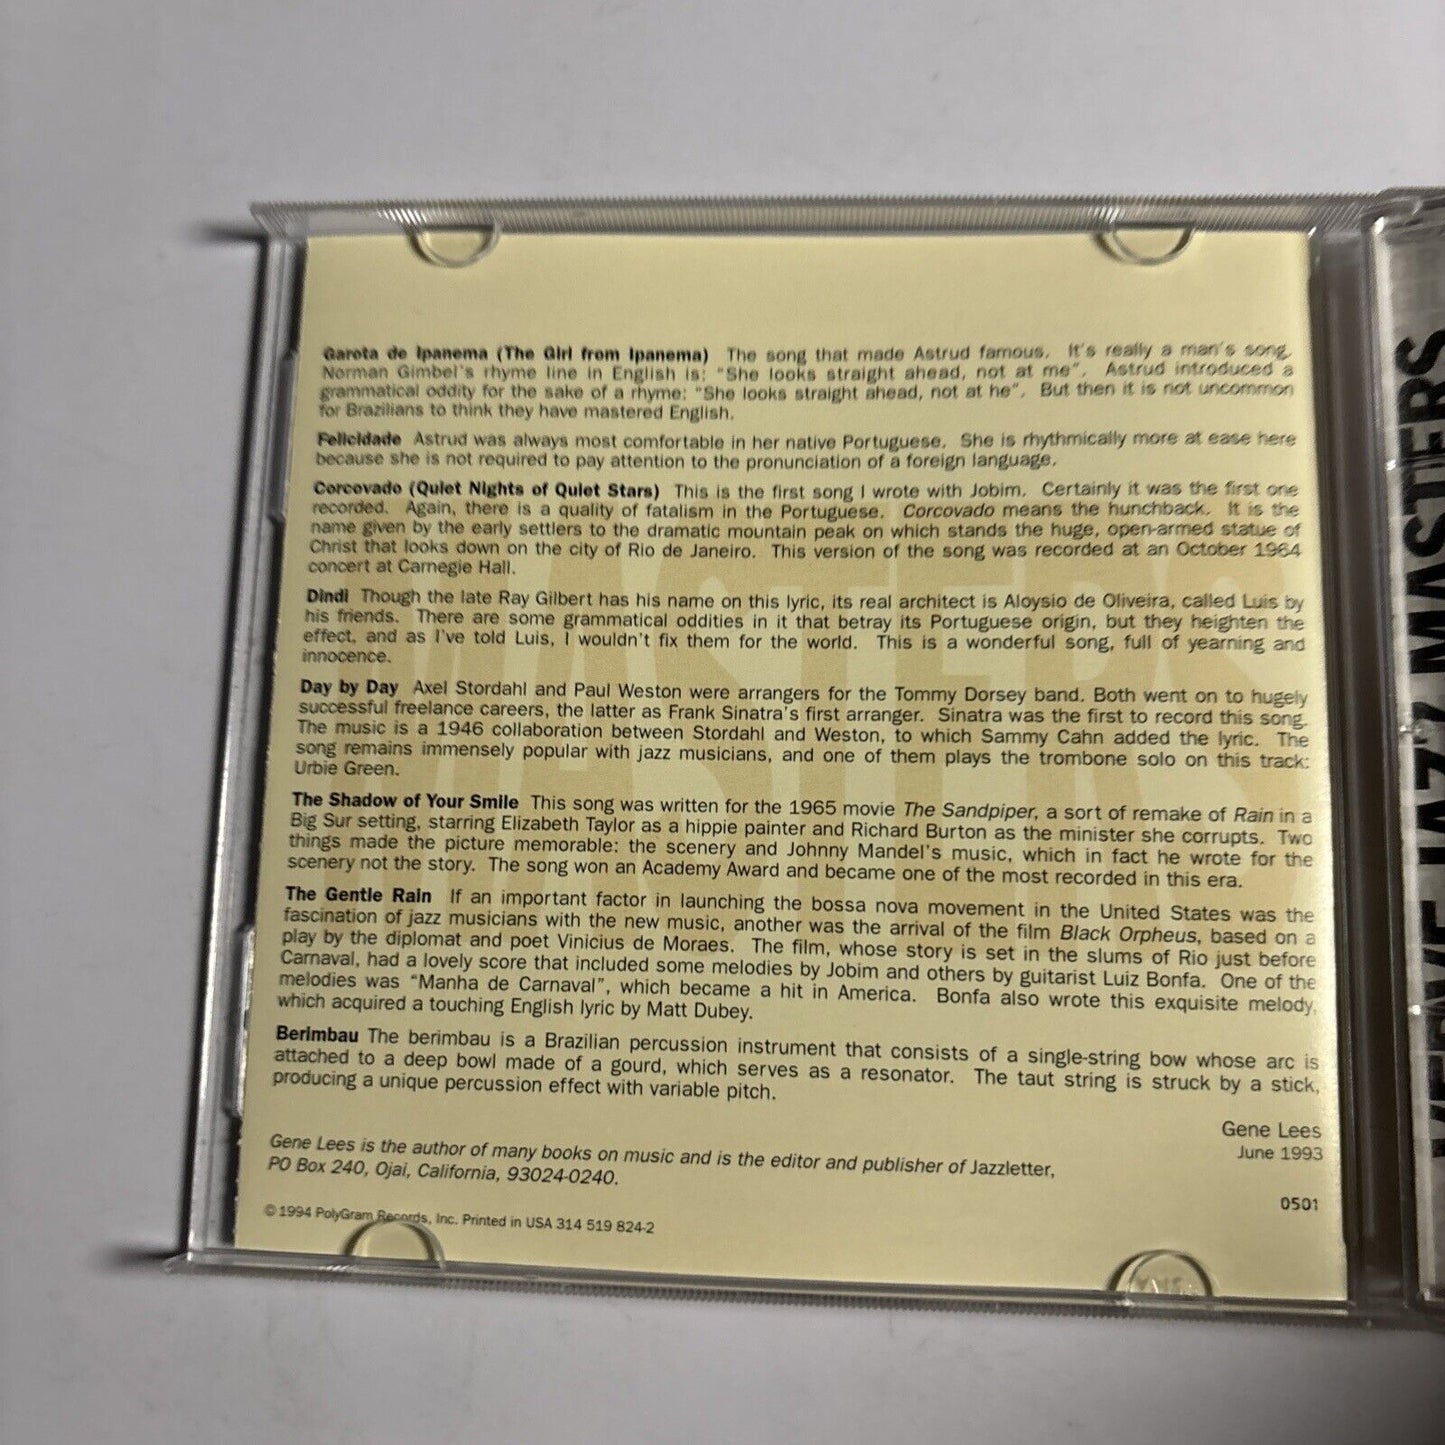 Garota de Ipanema (The Girl from Ipanema) The song that made Astrud famous. It's really a man's song.
Norman Gimbel's rhyme line in English is: "She looks straight ahead, not at me". Astrud introduced a
grammatical oddity for the sake of a rhyme: "She looks straight ahead, not at he". But then it is not uncommon
for Brazilians to think they have mastered English.
Felicidade Astrud was always most comfortable in her native Portuguese. She is rhythmically more at ease here
because she is not required to pay attention to the pronunciation of a foreign language.
Corcovado (Quiet Nights of Quiet Stars) This is the first song I wrote with Jobim. Certainly it was the first one
recorded. Again, there is a quality of fatalism in the Portuguese. Corcovado means the hunchback. It is the
name given by the early settlers to the dramatic mountain peak on which stands the huge, open-armed statue of
Christ that looks down on the city of Rio de Janeiro. This version of the song was recorded at an October 1964
concert at Carnegie Hall.
Dindi Though the late Ray Gilbert has his name on this lyric, its real architect is Aloysio de Oliveira, called Luis by
his friends. There are some grammatical oddities in it that betray its Portuguese origin, but they heighten the
effect, and as I've told Luis, I wouldn't fix them for the world. This is a wonderful song, full of yearning and
innocence.
Day by Day Axel Stordahl and Paul Weston were arrangers for the Tommy Dorsey band. Both went on to hugely
successful freelance careers, the latter as Frank Sinatra's first arranger. Sinatra was the first to record this song.
The music is a 1946 collaboration between Stordahl and Weston, to which Sammy Cahn added the lyric. The
song remains immensely popular with jazz musicians, and one of them plays the trombone solo on this track:
Urbie Green.
The Shadow of Your Smile This song was written for the 1965 movie The Sandpiper, a sort of remake of Rain in a
Big Sur setting, starring Elizabeth Taylor as a hippie painter and Richard Burton as the minister she corrupts. Two
things made the picture memorable: the scenery and Johnny Mandel's music, which in fact he wrote for the
scenery not the story. The song won an Academy Award and became one of the most recorded in this era.
The Gentle Rain If an important factor in launching the bossa nova movement in the United States was the
fascination of jazz musicians with the new music, another was the arrival of the film Black Orpheus, based on a
play by the diplomat and poet Vinicius de Moraes. The film, whose story is set in the slums of Rio just before
Carnaval, had a lovely score that included some melodies by Jobim and others by guitarist Luiz Bonfa. One of the
melodies was "Manha de Carnaval", which became a hit in America. Bonfa also wrote this exquisite melody,
which acquired a touching English lyric by Matt Dubey.
Berimbau The berimbau is a Brazilian percussion instrument that consists of a single-string bow whose arc is
attached to a deep bowl made of a gourd, which serves as a resonator. The taut string is struck by a stick,
producing a unique percussion effect with variable pitch.
Gene Lees
June 1993
Gene Lees is the author of many books on music and is the editor and publisher of Jazzletter,
PO Box 240, Ojai, California, 93024-0240.
0501
© 1994 PolyGram Records, Inc. Printed in USA 314 519 824-2
MASTERS
VERVE JAZZ MASTERS